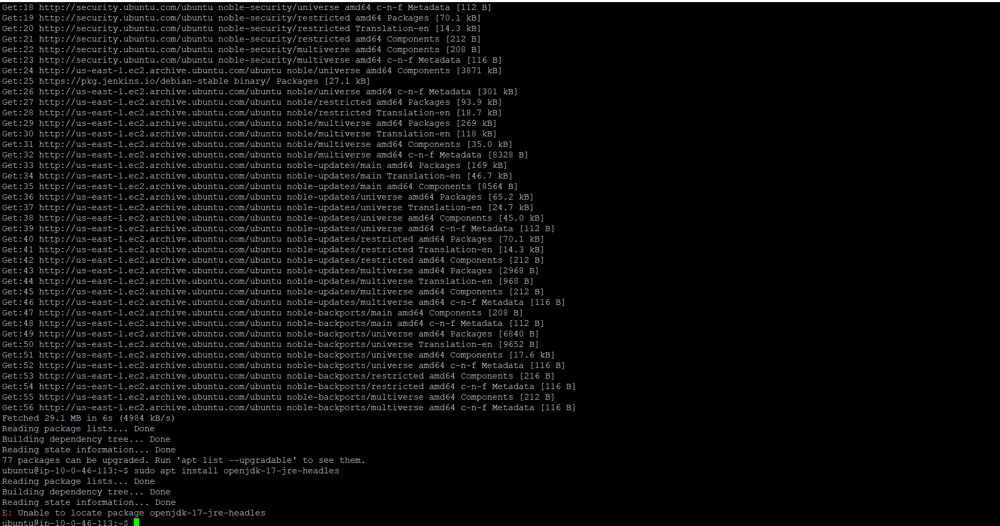 Get:18 http://security.ubuntu.com/ubuntu noble-security/universe amd64 c-n-f Metadata [112 B]
Get:19 http://security.ubuntu.com/ubuntu noble-security/restricted amd64 Packages [70.1 kB]
Get:20 http://security.ubuntu.com/ubuntu noble-security/restricted Translation-en [14.3 kB]
Get:21 http://security.ubuntu.com/ubuntu noble-security/restricted amd64 Components [212 B]
Get:22 http://security.ubuntu.com/ubuntu noble-security/multiverse amd64 Components [208 B]
Get:23 http://security.ubuntu.com/ubuntu noble-security/multiverse amd64 c-n-f Metadata [116 B]
Get:24 http://us-east-1.ec2.archive.ubuntu.com/ubuntu noble/universe amd64 Components [3871 kB]
Get:25 https://pkg.jenkins.io/debian-stable binary/ Packages [27.1 kB]
Get:26 http://us-east-1.ec2.archive.ubuntu.com/ubuntu noble/universe amd64 c-n-f Metadata [301 kB]
Get:27 http://us-east-1.ec2.archive.ubuntu.com/ubuntu noble/restricted amd64 Packages [93.9 kB]
Get:28 http://us-east-1.ec2.archive.ubuntu.com/ubuntu noble/restricted Translation-en [18.7 kB]
Get:29 http://us-east-1.ec2.archive.ubuntu.com/ubuntu noble/multiverse amd64 Packages [269 kB]
Get:30 http://us-east-1.ec2.archive.ubuntu.com/ubuntu noble/multiverse Translation-en [118 kB]
Get:31 http://us-east-1.ec2.archive.ubuntu.com/ubuntu noble/multiverse amd64 Components [35.0 kB]
Get:32 http://us-east-1.ec2.archive.ubuntu.com/ubuntu noble/multiverse amd64 c-n-f Metadata [8328 B]
Get:33 http://us-east-1.ec2.archive.ubuntu.com/ubuntu noble-updates/main amd64 Packages [169 kB]
Get:34 http://us-east-1.ec2.archive.ubuntu.com/ubuntu noble-updates/main Translation-en [46.7 kB]
Get:35 http://us-east-1.ec2.archive.ubuntu.com/ubuntu noble-updates/main amd64 Components [8564 B]
Get:36 http://us-east-1.ec2.archive.ubuntu.com/ubuntu noble-updates/universe amd64 Packages [65.2 kB]
Get:37 http://us-east-1.ec2.archive.ubuntu.com/ubuntu noble-updates/universe Translation-en [24.7 kB]
Get:38 http://us-east-1.ec2.archive.ubuntu.com/ubuntu noble-updates/universe amd64 Components [45.0 kB]
Get:39 http://us-east-1.ec2.archive.ubuntu.com/ubuntu noble-updates/universe amd64 c-n-f Metadata [112 B]
Get:40 http://us-east-1.ec2.archive.ubuntu.com/ubuntu noble-updates/restricted amd64 Packages [70.1 kB]
Get:41 http://us-east-1.ec2.archive.ubuntu.com/ubuntu noble-updates/restricted Translation-en [14.3 kB]
Get:42 http://us-east-1.ec2.archive.ubuntu.com/ubuntu noble-updates/restricted amd64 Components [212 B]
Get:43 http://us-east-1.ec2.archive.ubuntu.com/ubuntu noble-updates/multiverse amd64 Packages [2968 B]
Get:44 http://us-east-1.ec2.archive.ubuntu.com/ubuntu noble-updates/multiverse Translation-en [968 B]
Get:45 http://us-east-1.ec2.archive.ubuntu.com/ubuntu noble-updates/multiverse amd64 Components [212 B]
Get:46 http://us-east-1.ec2.archive.ubuntu.com/ubuntu noble-updates/multiverse amd64 c-n-f Metadata [116 B]
Get:47 http://us-east-1.ec2.archive.ubuntu.com/ubuntu noble-backports/main amd64 Components [208 B]
Get:48 http://us-east-1.ec2.archive.ubuntu.com/ubuntu noble-backports/main amd64 c-n-f Metadata [112 B]
Get:49 http://us-east-1.ec2.archive.ubuntu.com/ubuntu noble-backports/universe amd64 Packages [6840 B]
Get:50 http://us-east-1.ec2.archive.ubuntu.com/ubuntu noble-backports/universe Translation-en [9652 B]
Get:51 http://us-east-1.ec2.archive.ubuntu.com/ubuntu noble-backports/universe amd64 Components [17.6 kB]
Get:52 http://us-east-1.ec2.archive.ubuntu.com/ubuntu noble-backports/universe amd64 c-n-f Metadata [116 B]
Get:53 http://us-east-1.ec2.archive.ubuntu.com/ubuntu noble-backports/restricted amd64 Components [216 B]
Get:54 http://us-east-1.ec2.archive.ubuntu.com/ubuntu noble-backports/restricted amd64 c-n-f Metadata [116 B]
Get:55 http://us-east-1.ec2.archive.ubuntu.com/ubuntu noble-backports/multiverse amd64 Components [212 B]
Get:56 http://us-east-1.ec2.archive.ubuntu.com/ubuntu noble-backports/multiverse amd64 c-n-f Metadata [116 B]
Fetched 29.1 MB in 6s (4984 kB/s)
Reading package lists... Done
Building dependency tree... Done
Reading state information... Done
77 packages can be upgraded. Run 'apt list --upgradable' to see them.
ubuntu@ip-10-0-46-113:~$ sudo apt install openjdk-17-jre-headles
Reading package lists... Done
Building dependency tree... Done
Reading state information... Done
E: Unable to locate package openjdk-17-jre-headles
ubuntu@ip-10-0-46-113:~$